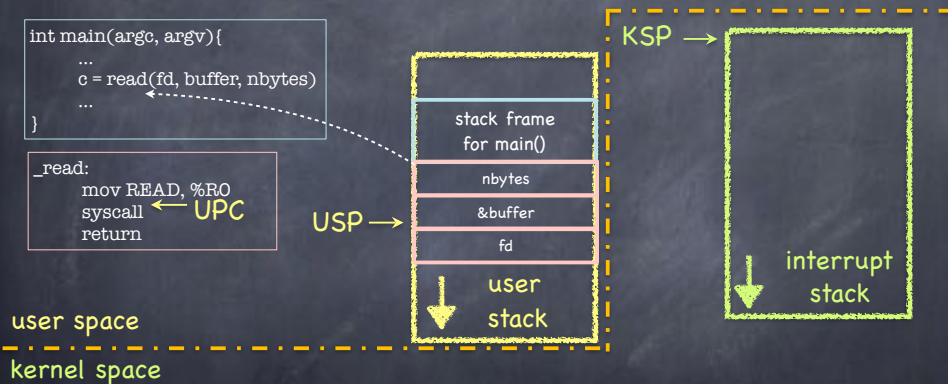 int main(argc, argv){
...
c = read(fd, buffer, nbytes)
...
}
_read:
mov READ, %R0
syscall
return
UPC
USP
stack frame
for main()
nbytes
&buffer
fd
user
stack
KSP
interrupt
stack
user space
kernel space